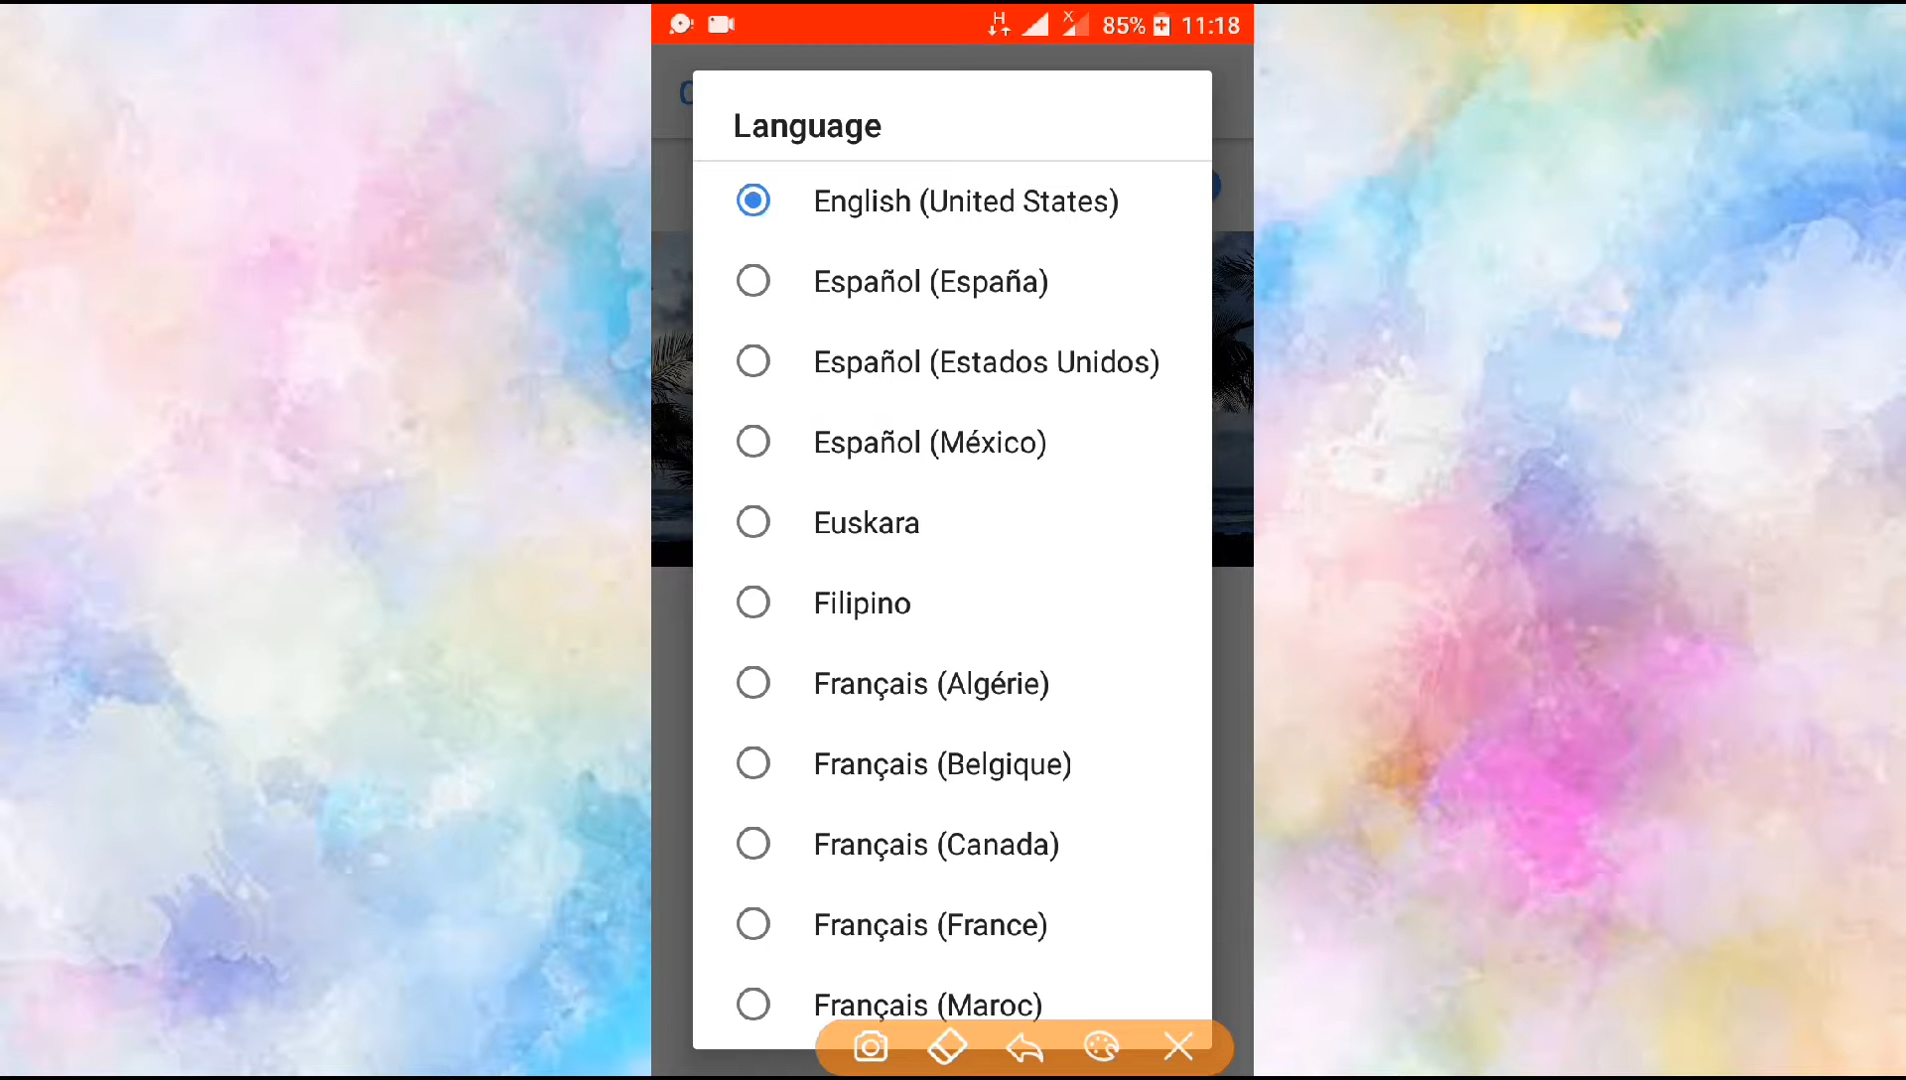 H X 85% 11:18
Language
English (United States)
Español (España)
Español (Estados Unidos)
Español (México)
Euskara
Filipino
Français (Algérie)
Français (Belgique)
Français (Canada)
Français (France)
Français (Maroc)